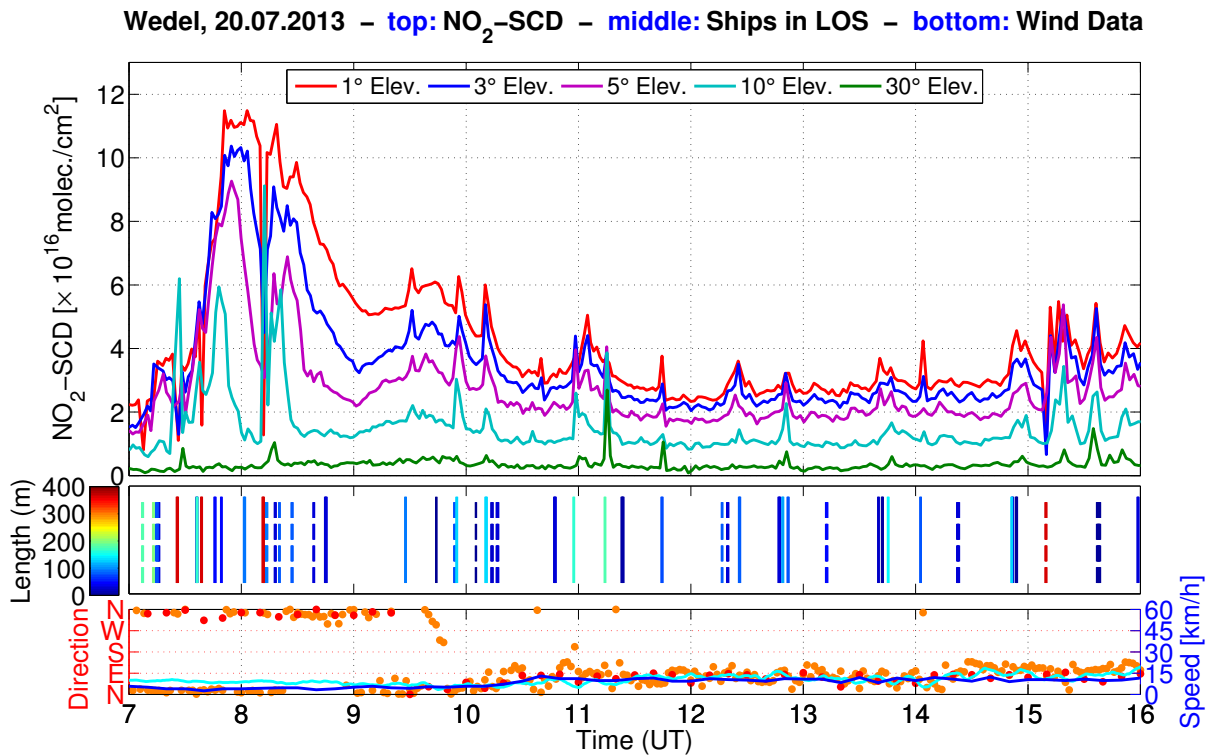 Wedel, 20.07.2013 – top: NO2–SCD – middle: Ships in LOS – bottom: Wind Data
1° Elev. 3° Elev. 5° Elev. 10° Elev. 30° Elev.
NO2–SCD [× 10^16 molec./cm^2]
12
10
8
6
4
2
0
Length (m)
400
300
200
100
0
Direction
N
W
S
E
N
60
45
30
15
0
Speed [km/h]
7 8 9 10 11 12 13 14 15 16
Time (UT)